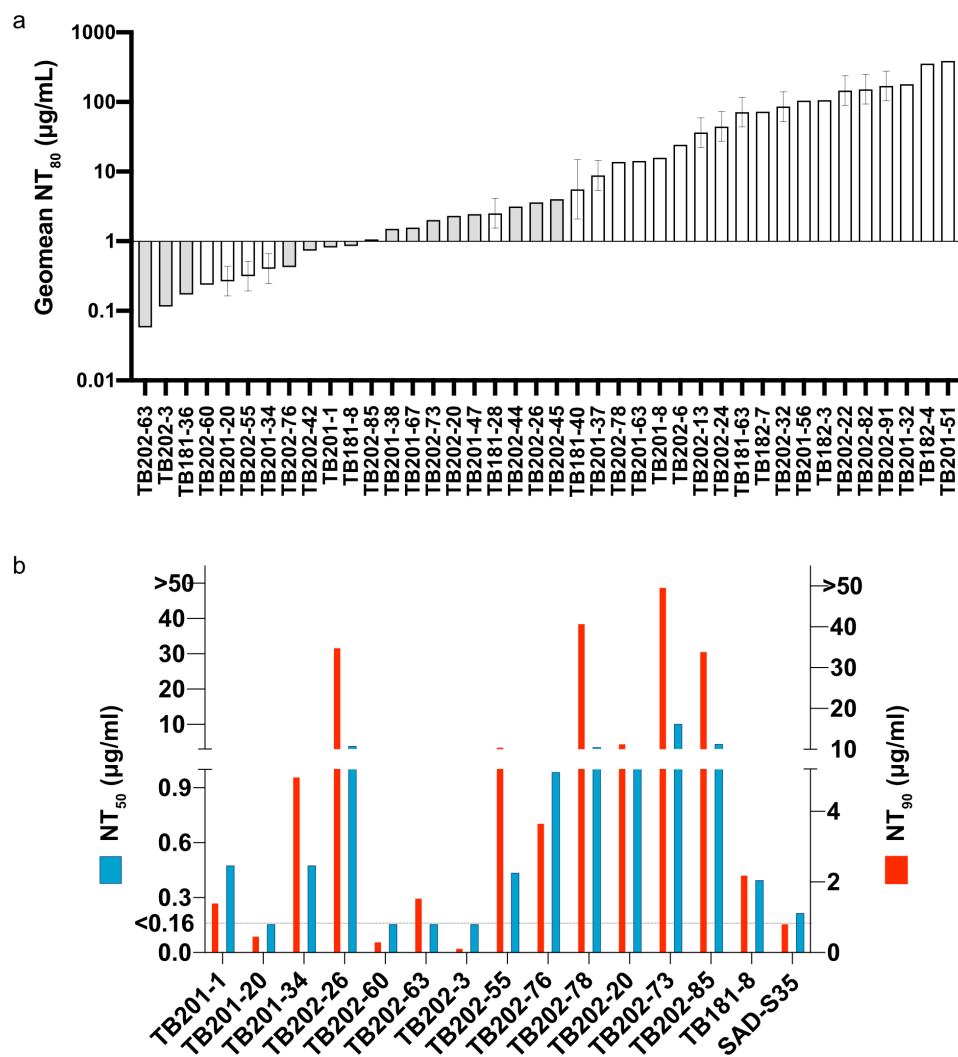 a
Geomean NT80 (µg/mL)
1000
100
10
1
0.1
0.01
TB202-63
TB202-3
TB181-36
TB202-60
TB201-20
TB202-55
TB201-34
TB202-76
TB202-42
TB201-1
TB181-8
TB202-85
TB201-38
TB201-67
TB202-73
TB202-20
TB201-47
TB181-28
TB202-44
TB202-26
TB202-45
TB181-40
TB201-37
TB202-78
TB201-63
TB201-8
TB202-6
TB202-13
TB202-24
TB181-63
TB182-7
TB202-32
TB201-56
TB182-3
TB202-22
TB202-82
TB202-91
TB201-32
TB182-4
TB201-51
b
NT50 (µg/ml)
>50
40
30
20
10
0.9
0.6
0.3
<0.16
0.0
>50
40
30
20
10
4
2
0
NT90 (µg/ml)
TB201-1
TB201-20
TB201-34
TB202-26
TB202-60
TB202-63
TB202-3
TB202-55
TB202-76
TB202-78
TB202-20
TB202-73
TB202-85
TB181-8
SAD-S35